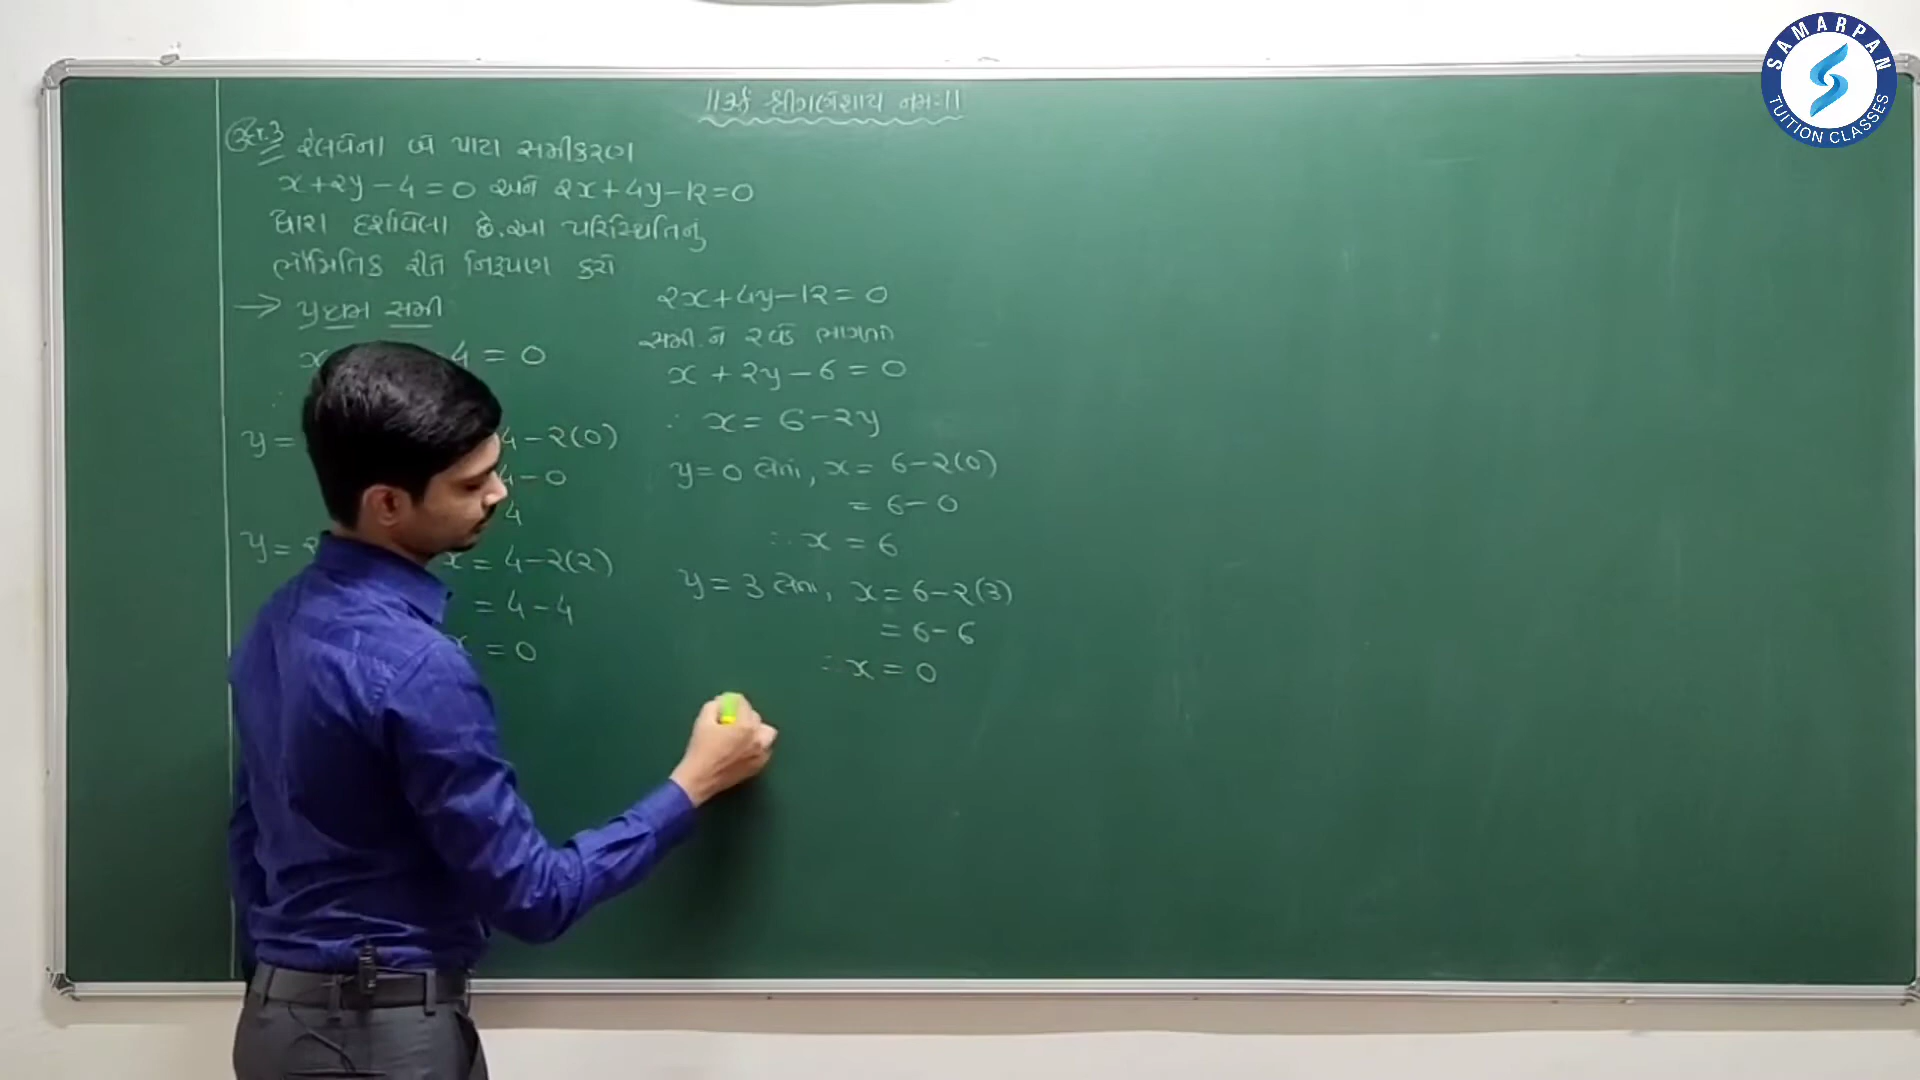 SAMARPAN
TUITION CLASSES
||ૐ શ્રીગણેશાય નમઃ||
ઉદા.3 રેલવેના બે પાટા સમીકરણ
x+2y-4=0 અને 2x+4y-12=0
દ્વારા દર્શાવેલા છે. આ પરિસ્થિતિનું
ભૌમિતિક રીતે નિરૂપણ કરો
→ પ્રથમ સમી
x 4 = 0
y = 4-2(0)
4-0
4
y = 2 x = 4-2(2)
= 4-4
x = 0
2x+4y-12=0
સમી. ને 2 વડે ભાગતાં
x+2y-6=0
∴ x = 6-2y
y=0 લેતાં, x = 6-2(0)
= 6-0
∴ x = 6
y = 3 લેતાં, x = 6-2(3)
= 6-6
∴ x = 0